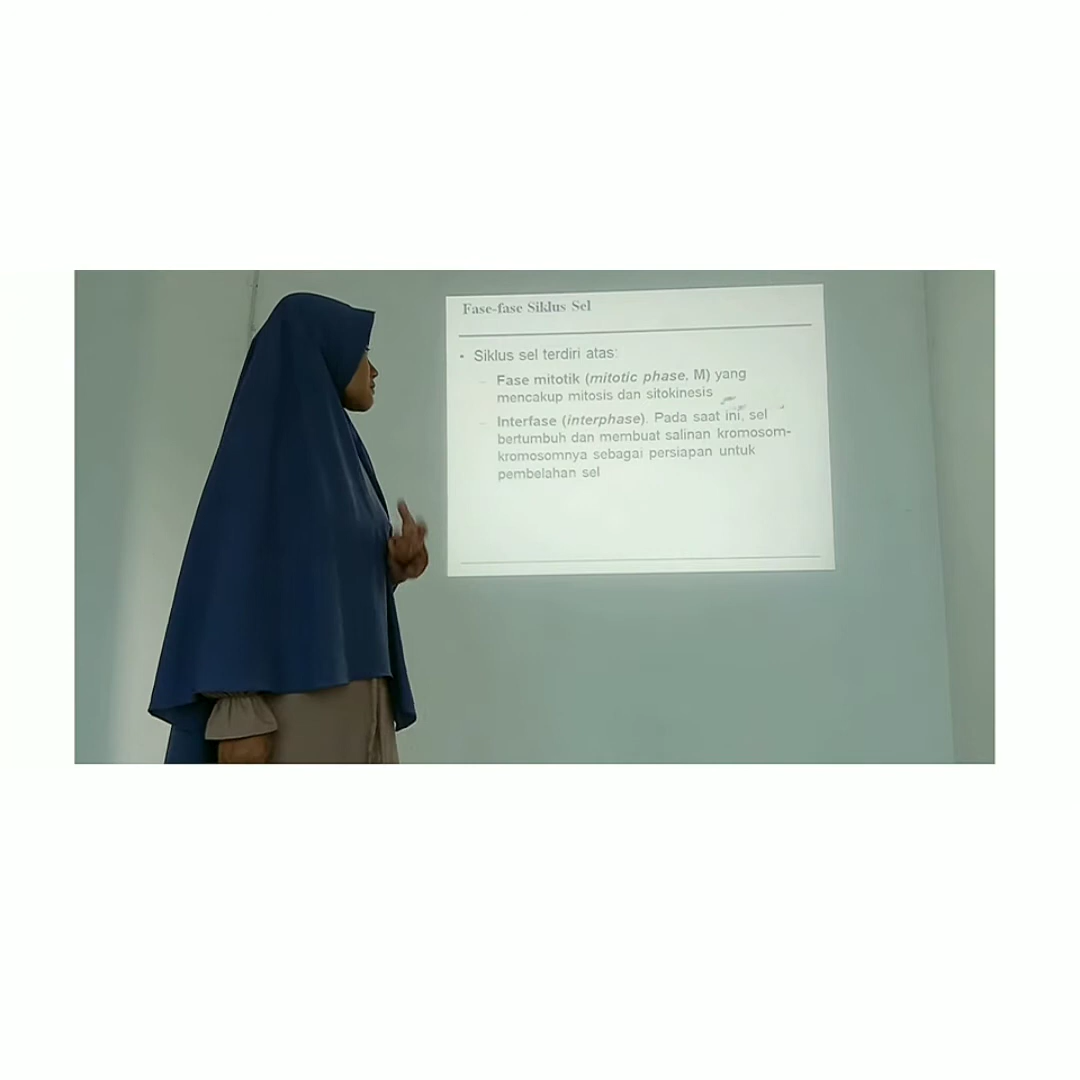 Fase-fase Siklus Sel
• Siklus sel terdiri atas:
– Fase mitotik (mitotic phase, M) yang
mencakup mitosis dan sitokinesis
– Interfase (interphase). Pada saat ini, sel
bertumbuh dan membuat salinan kromosom-
kromosomnya sebagai persiapan untuk
pembelahan sel